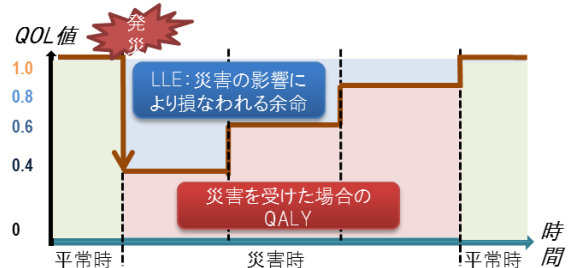 QOL値
発
災
1.0
0.8
0.6
0.4
0
LLE：災害の影響に
より損なわれる余命
災害を受けた場合の
QALY
平常時
災害時
平常時
時
間